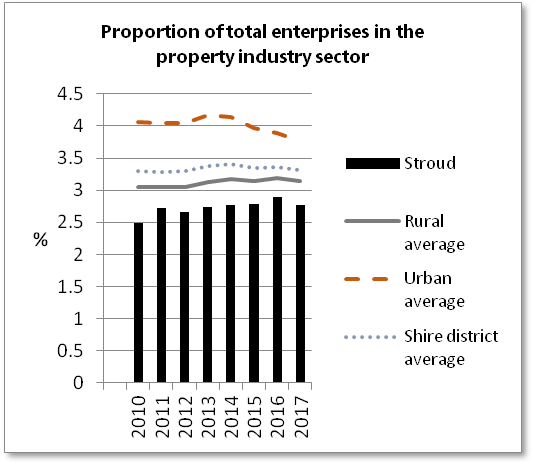 Proportion of total enterprises in the
property industry sector
4.5
4
3.5
3
2.5
2
1.5
1
0.5
0
%
2010
2011
2012
2013
2014
2015
2016
2017
Stroud
Rural
average
Urban
average
Shire district
average